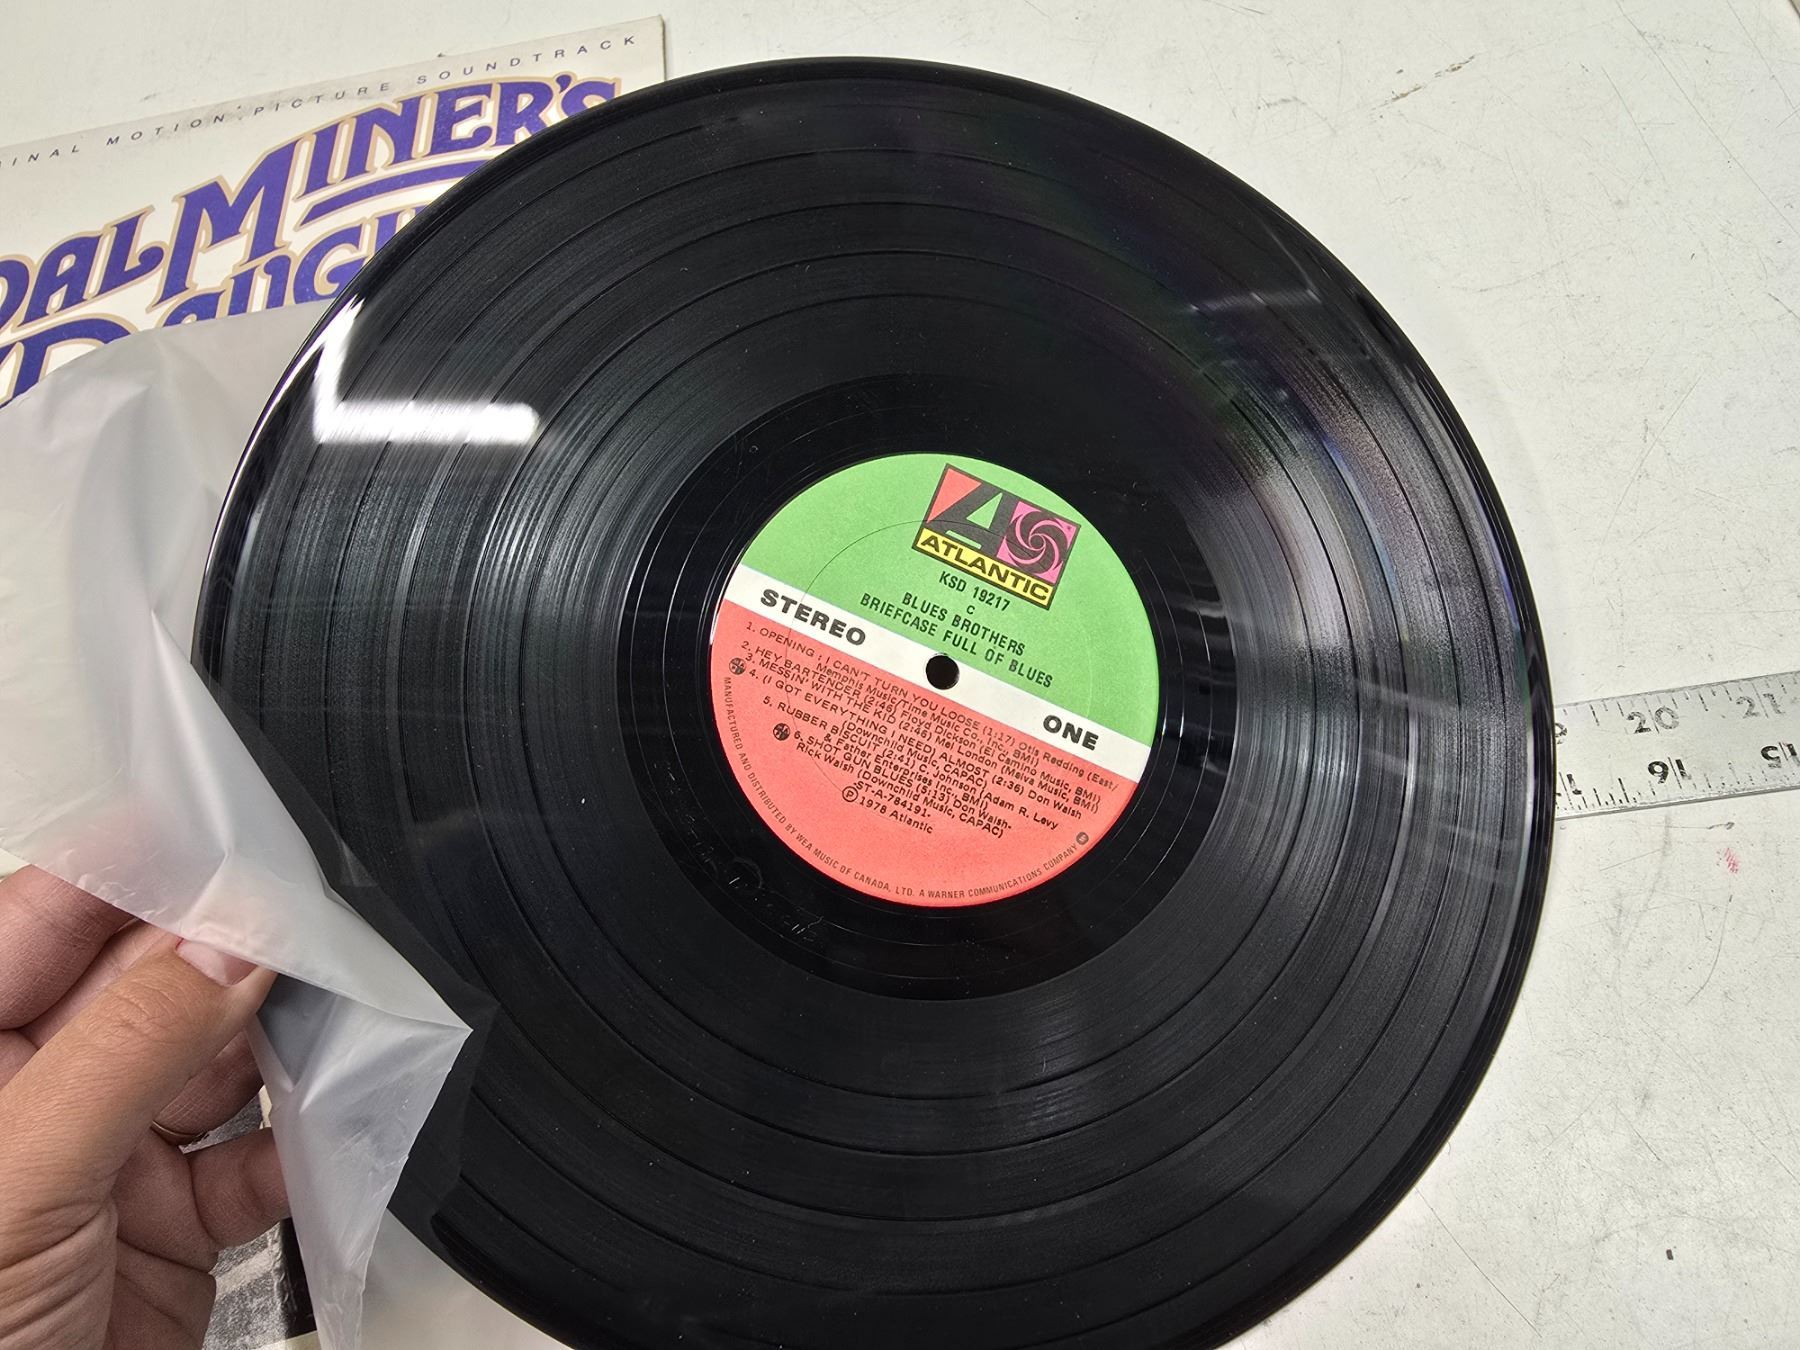 INAL MOTION PICTURE SOUNDTRACK
OAL MINER'S
DAUGH
ATLANTIC
KSD 19217
C
BLUES BROTHERS
BRIEFCASE FULL OF BLUES
STEREO
ONE
1. OPENING: I CAN'T TURN YOU LOOSE (1:17) Otis Redding (East/
Memphis Music/Time Music Co. Inc., BMI)
2. HEY BARTENDER (2:46) Floyd Dickson (El Camino Music, BMI)
3. MESSIN' WITH THE KID (2:46) Mel London (Melva Music, BMI)
4. (I GOT EVERYTHING I NEED) ALMOST (2:36) Don Walsh
(Downchild Music, CAPAC)
5. RUBBER BISCUIT (2:41) C. Johnson (Adam R. Levy
& Father Enterprises Inc., BMI)
6. SHOT GUN BLUES (5:13) Don Walsh-
Rick Walsh (Downchild Music, CAPAC)
ST-A-784191-
Ⓟ 1978 Atlantic
MANUFACTURED AND DISTRIBUTED BY WEA MUSIC OF CANADA, LTD. A WARNER COMMUNICATIONS COMPANY
20 21
16 15